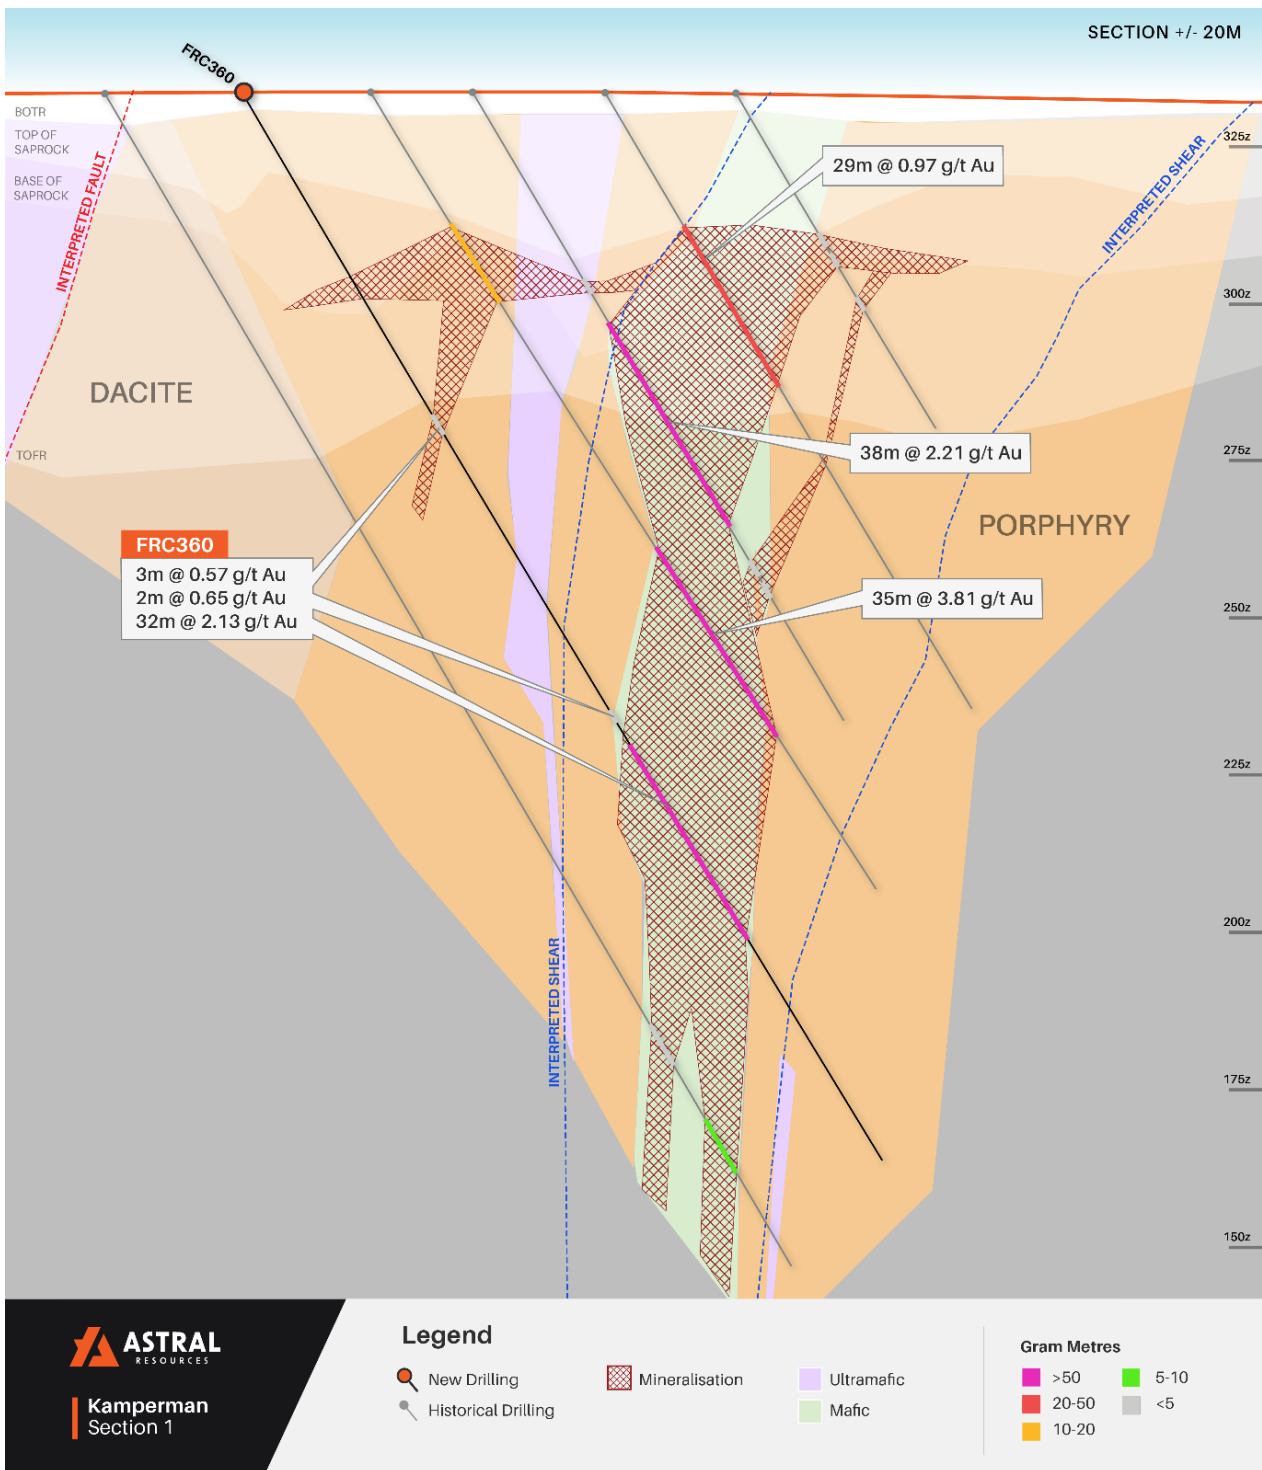 SECTION +/- 20M
FRC360
BOTR
TOP OF
SAPROCK
BASE OF
SAPROCK
INTERPRETED FAULT
29m @ 0.97 g/t Au
INTERPRETED SHEAR
325z
300z
DACITE
38m @ 2.21 g/t Au
TOFR
275z
PORPHYRY
FRC360
3m @ 0.57 g/t Au
2m @ 0.65 g/t Au
32m @ 2.13 g/t Au
35m @ 3.81 g/t Au
250z
225z
200z
INTERPRETED SHEAR
175z
150z
ASTRAL
RESOURCES
Kamperman
Section 1
Legend
New Drilling
Historical Drilling
Mineralisation
Ultramafic
Mafic
Gram Metres
>50
20-50
10-20
5-10
<5